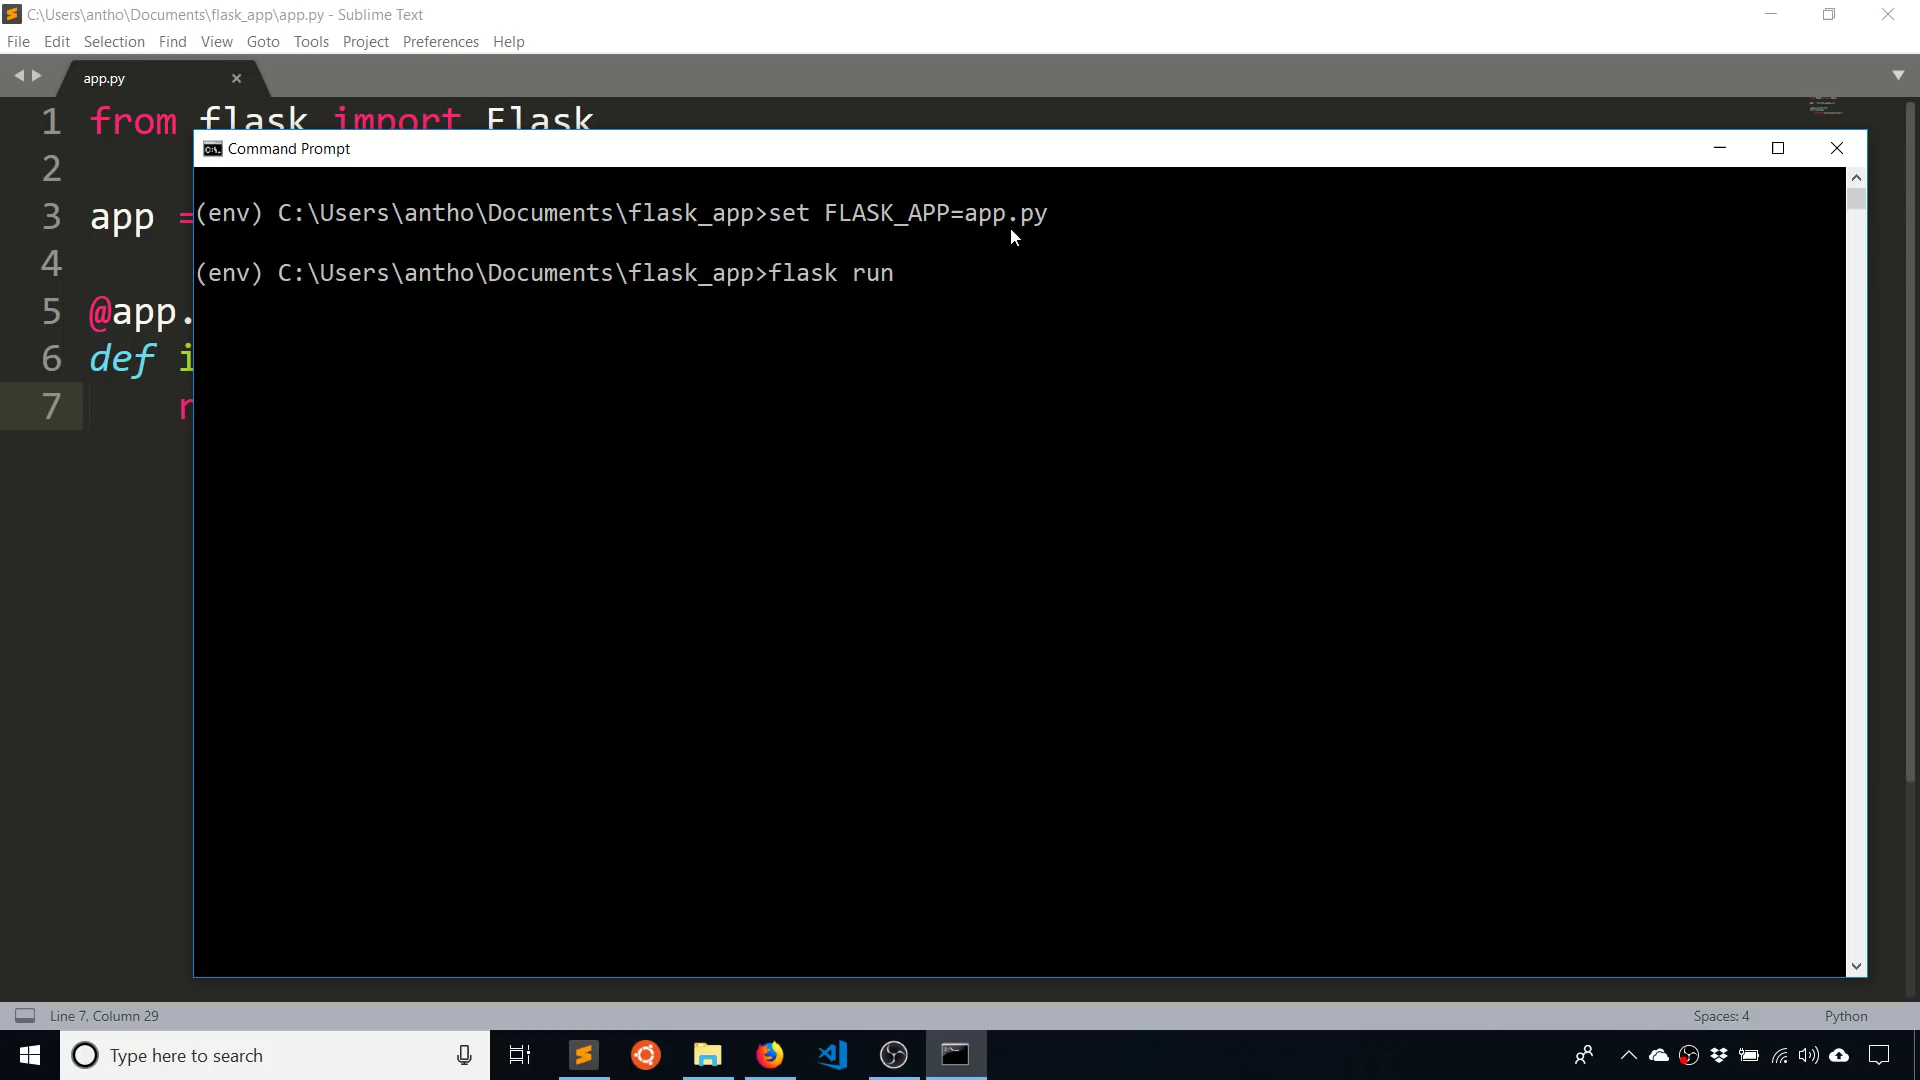 C:\Users\antho\Documents\flask_app\app.py - Sublime Text
File Edit Selection Find View Goto Tools Project Preferences Help
app.py
1 from flask import Flask
2
Command Prompt
3 app =
(env) C:\Users\antho\Documents\flask_app>set FLASK_APP=app.py
4
(env) C:\Users\antho\Documents\flask_app>flask run
5 @app.
6 def i
7 r
Line 7, Column 29
Spaces: 4
Python
Type here to search